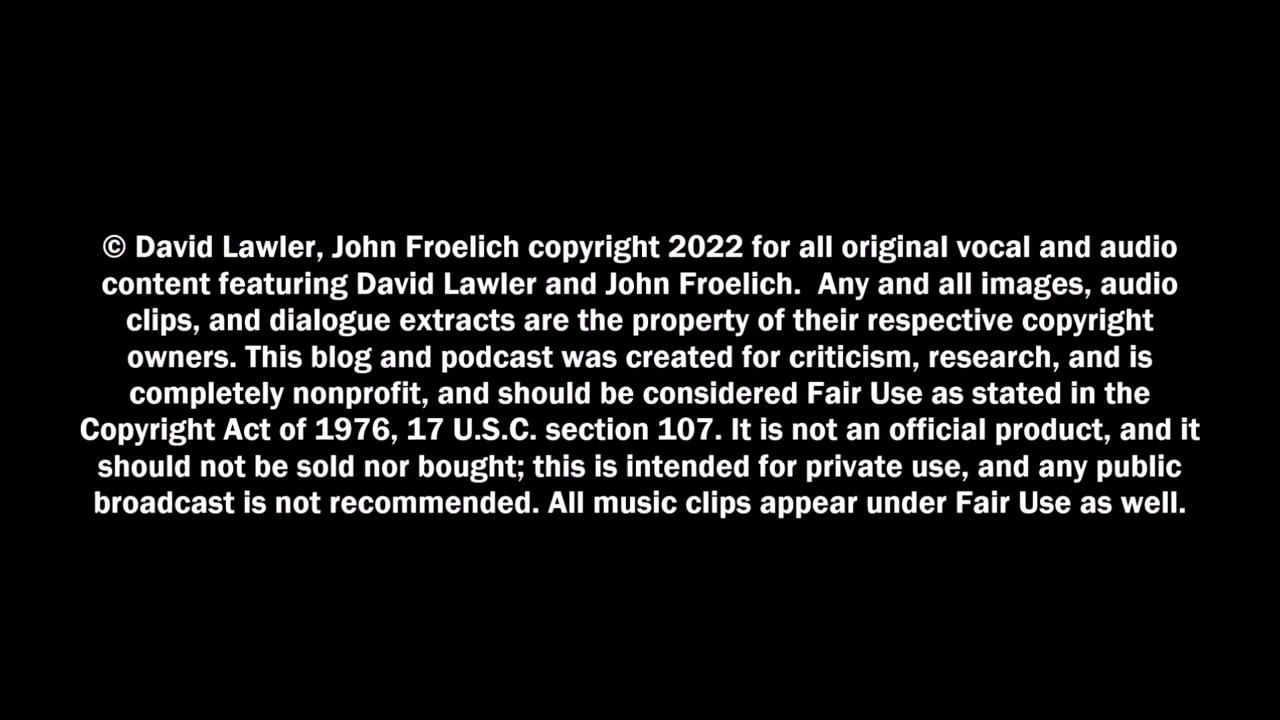 © David Lawler, John Froelich copyright 2022 for all original vocal and audio
content featuring David Lawler and John Froelich.  Any and all images, audio
clips, and dialogue extracts are the property of their respective copyright
owners. This blog and podcast was created for criticism, research, and is
completely nonprofit, and should be considered Fair Use as stated in the
Copyright Act of 1976, 17 U.S.C. section 107. It is not an official product, and it
should not be sold nor bought; this is intended for private use, and any public
broadcast is not recommended. All music clips appear under Fair Use as well.